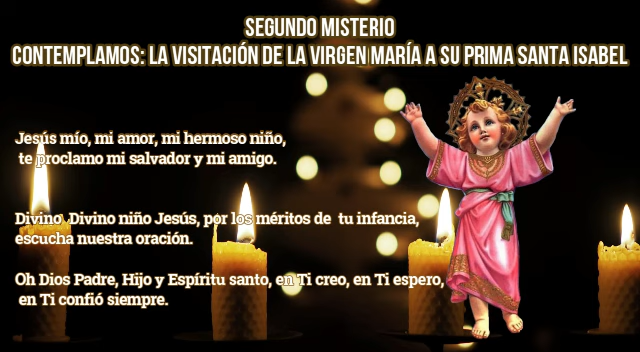 SEGUNDO MISTERIO
CONTEMPLAMOS: LA VISITACIÓN DE LA VIRGEN MARÍA A SU PRIMA SANTA ISABEL
Jesús mío, mi amor, mi hermoso niño,
te proclamo mi salvador y mi amigo.
Divino Divino niño Jesús, por los méritos de tu infancia,
escucha nuestra oración.
Oh Dios Padre, Hijo y Espíritu santo, en Ti creo, en Ti espero,
en Ti confió siempre.